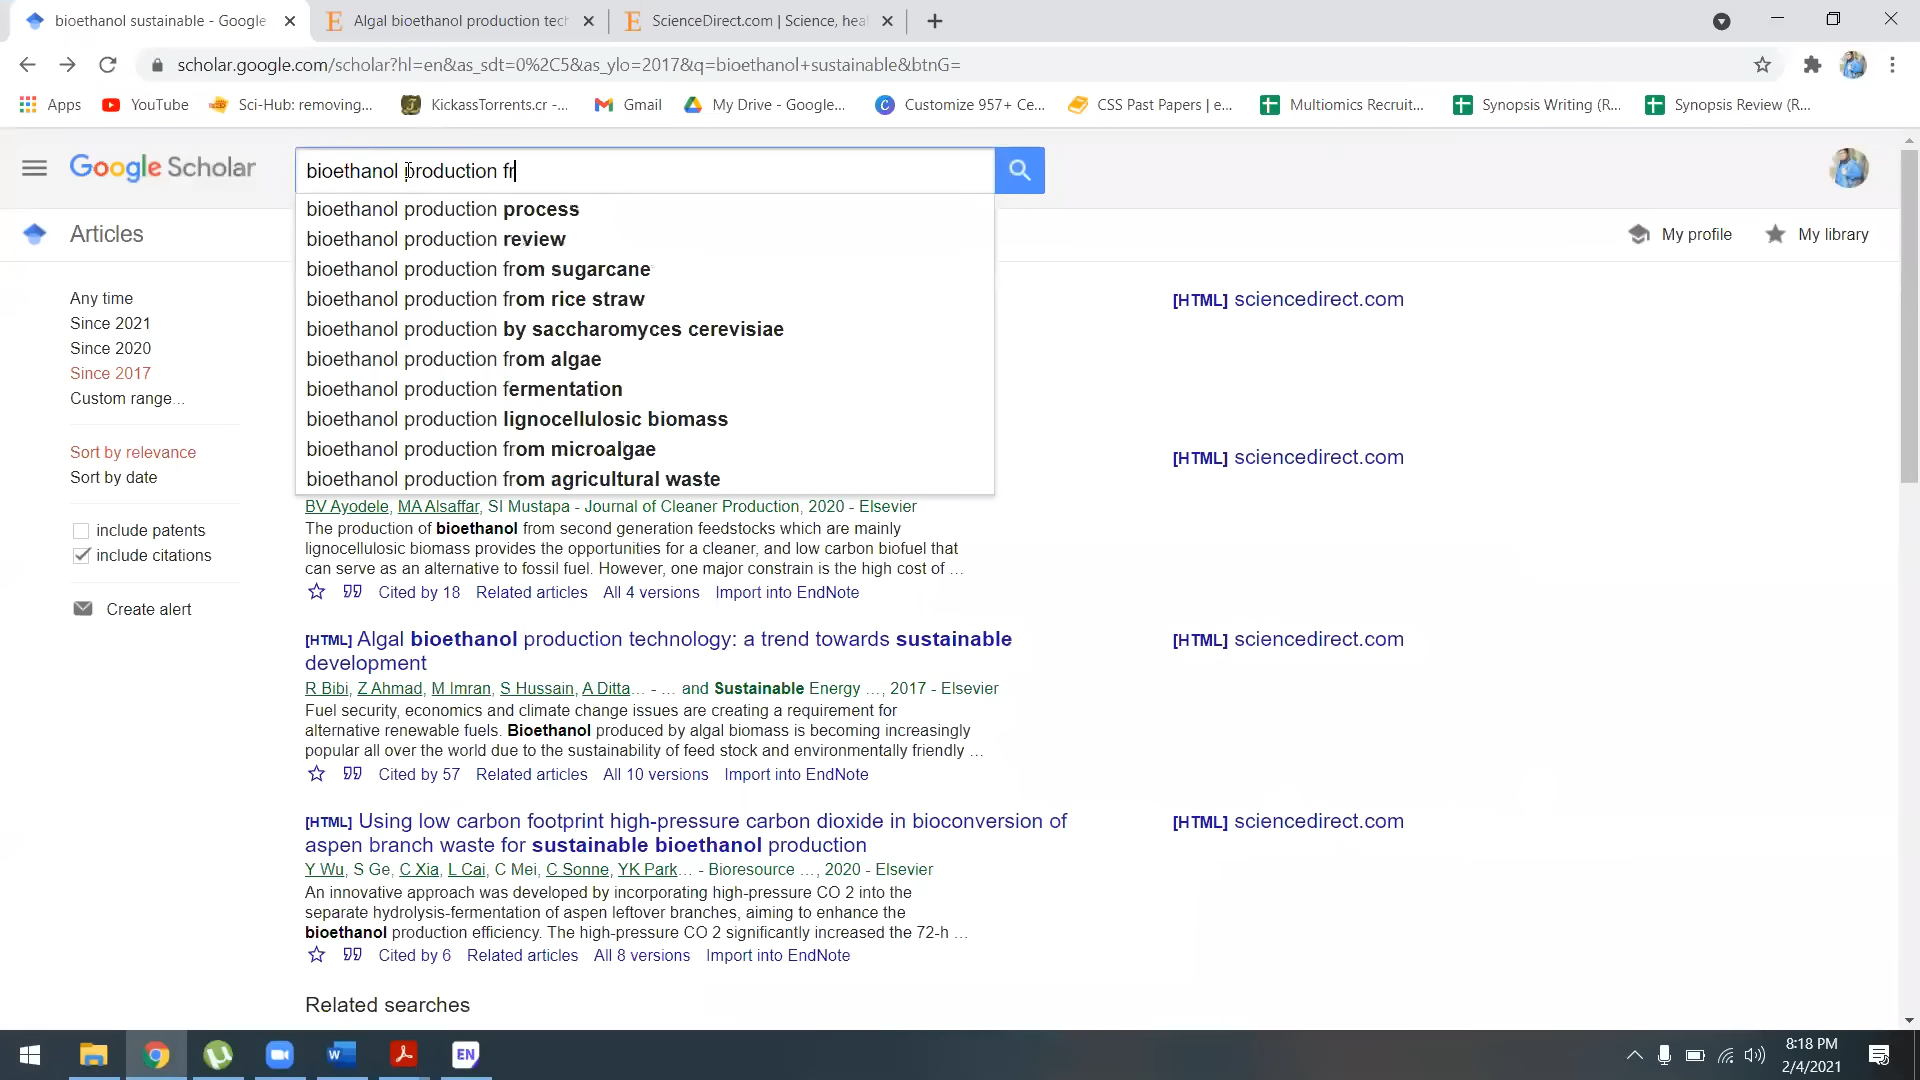 bioethanol sustainable - Google
Algal bioethanol production tech
ScienceDirect.com | Science, heal
scholar.google.com/scholar?hl=en&as_sdt=0%2C5&as_ylo=2017&q=bioethanol+sustainable&btnG=
Apps
YouTube
Sci-Hub: removing...
KickassTorrents.cr -...
Gmail
My Drive - Google...
Customize 957+ Ce...
CSS Past Papers | e...
Multiomics Recruit...
Synopsis Writing (R...
Synopsis Review (R...
Google Scholar
bioethanol production fr
bioethanol production process
bioethanol production review
bioethanol production from sugarcane
bioethanol production from rice straw
bioethanol production by saccharomyces cerevisiae
bioethanol production from algae
bioethanol production fermentation
bioethanol production lignocellulosic biomass
bioethanol production from microalgae
bioethanol production from agricultural waste
Articles
My profile
My library
Any time
Since 2021
Since 2020
Since 2017
Custom range...
Sort by relevance
Sort by date
include patents
include citations
Create alert
[HTML] sciencedirect.com
[HTML] sciencedirect.com
BV Ayodele, MA Alsaffar, SI Mustapa - Journal of Cleaner Production, 2020 - Elsevier
The production of bioethanol from second generation feedstocks which are mainly
lignocellulosic biomass provides the opportunities for a cleaner, and low carbon biofuel that
can serve as an alternative to fossil fuel. However, one major constrain is the high cost of ...
Cited by 18 Related articles All 4 versions Import into EndNote
[HTML] Algal bioethanol production technology: a trend towards sustainable
development
[HTML] sciencedirect.com
R Bibi, Z Ahmad, M Imran, S Hussain, A Ditta... - ... and Sustainable Energy ..., 2017 - Elsevier
Fuel security, economics and climate change issues are creating a requirement for
alternative renewable fuels. Bioethanol produced by algal biomass is becoming increasingly
popular all over the world due to the sustainability of feed stock and environmentally friendly ...
Cited by 57 Related articles All 10 versions Import into EndNote
[HTML] Using low carbon footprint high-pressure carbon dioxide in bioconversion of
aspen branch waste for sustainable bioethanol production
[HTML] sciencedirect.com
Y Wu, S Ge, C Xia, L Cai, C Mei, C Sonne, YK Park... - Bioresource ..., 2020 - Elsevier
An innovative approach was developed by incorporating high-pressure CO 2 into the
separate hydrolysis-fermentation of aspen leftover branches, aiming to enhance the
bioethanol production efficiency. The high-pressure CO 2 significantly increased the 72-h ...
Cited by 6 Related articles All 8 versions Import into EndNote
Related searches
EN
8:18 PM
2/4/2021